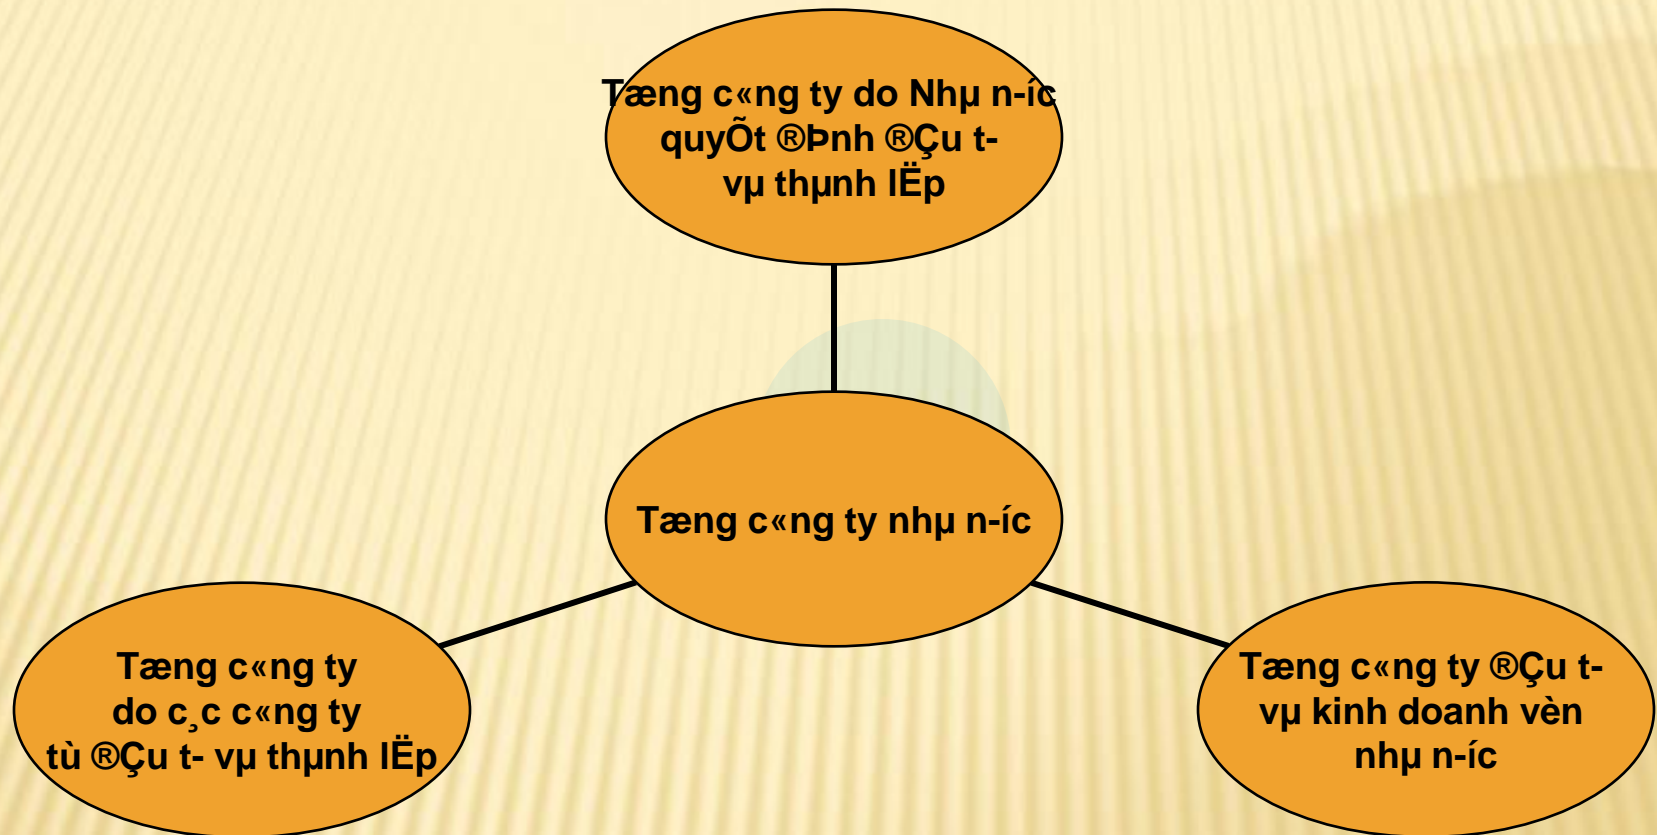 Tæng c«ng ty do Nhµ n-íc
quyÕt ®Þnh ®Çu t-
vµ thµnh lËp
Tæng c«ng ty nhµ n-íc
Tæng c«ng ty
do c¸c c«ng ty
tù ®Çu t- vµ thµnh lËp
Tæng c«ng ty ®Çu t-
vµ kinh doanh vèn
nhµ n-íc